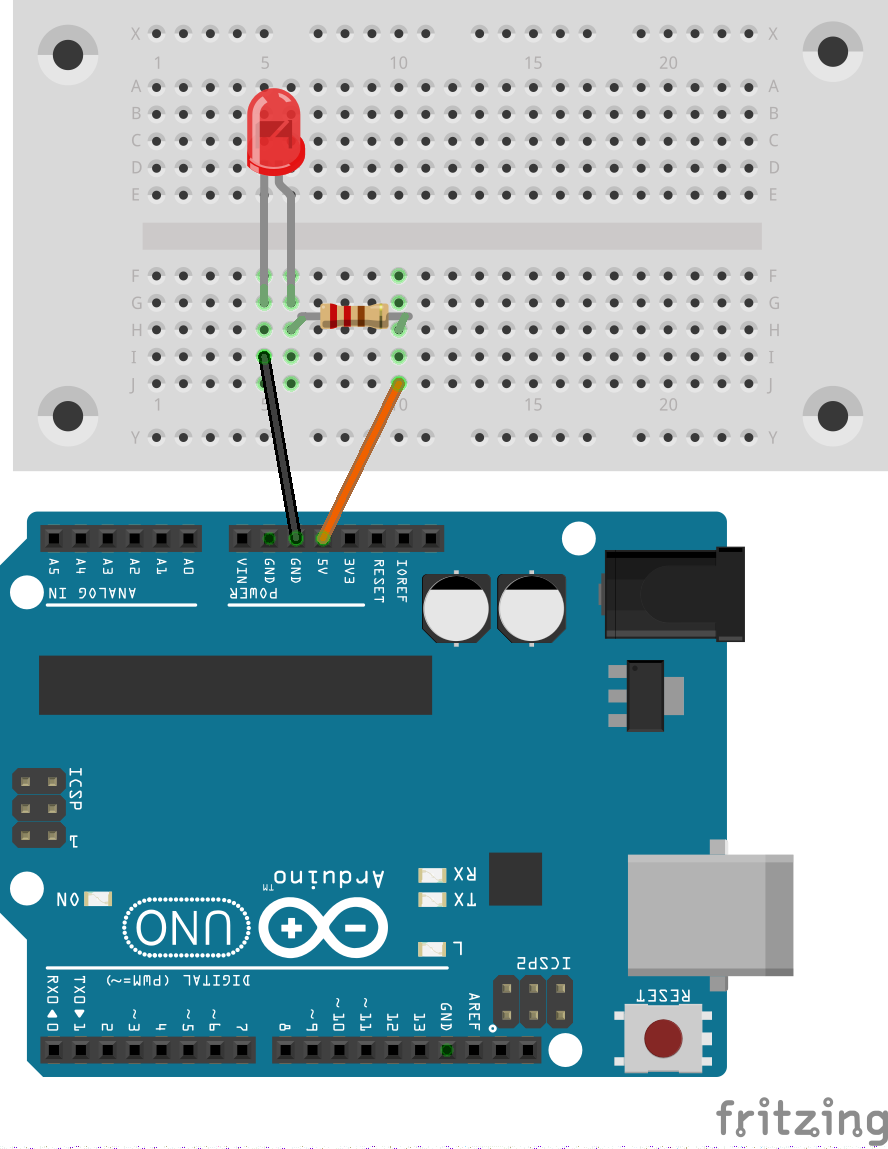 X X
1 5 10 15 20
A A
B B
C C
D D
E E
F F
G G
H H
I I
J J
1 5 10 15 20
Y Y
A5 A4 A3 A2 A1 A0
VIN GND GND 5V 3V3 RESET IOREF
ANALOG IN
POWER
ICSP
1
Arduino™
RX
TX
ON
UNO
L
DIGITAL (PWM=~)
ICSP2
RESET
RX0◀0 TX0▶1 2 ~3 4 ~5 ~6 7 8 ~9 ~10 ~11 12 13 GND AREF
fritzing